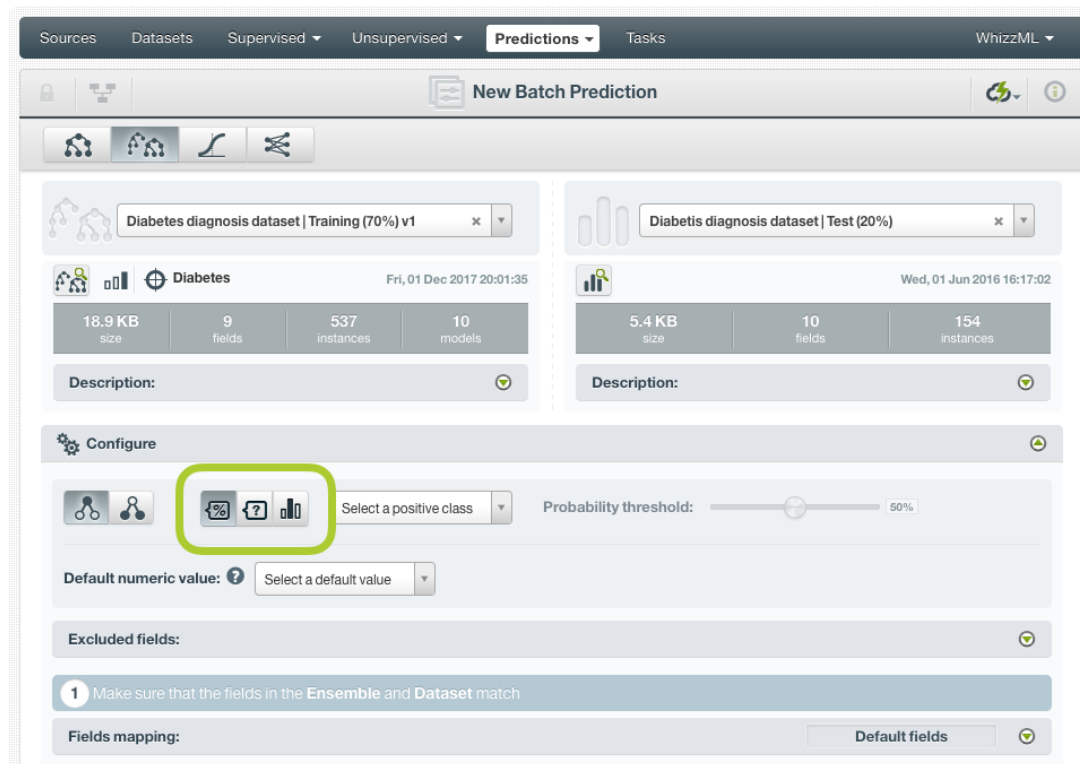 Sources Datasets Supervised Unsupervised Predictions Tasks WhizzML
New Batch Prediction
Diabetes diagnosis dataset | Training (70%) v1 ×
Diabetis diagnosis dataset | Test (20%) ×
Diabetes Fri, 01 Dec 2017 20:01:35
Wed, 01 Jun 2016 16:17:02
18.9 KB 9 537 10
size fields instances models
5.4 KB 10 154
size fields instances
Description:
Description:
Configure
{% {? Select a positive class Probability threshold: 50%
Default numeric value: ? Select a default value
Excluded fields:
1 Make sure that the fields in the Ensemble and Dataset match
Fields mapping: Default fields